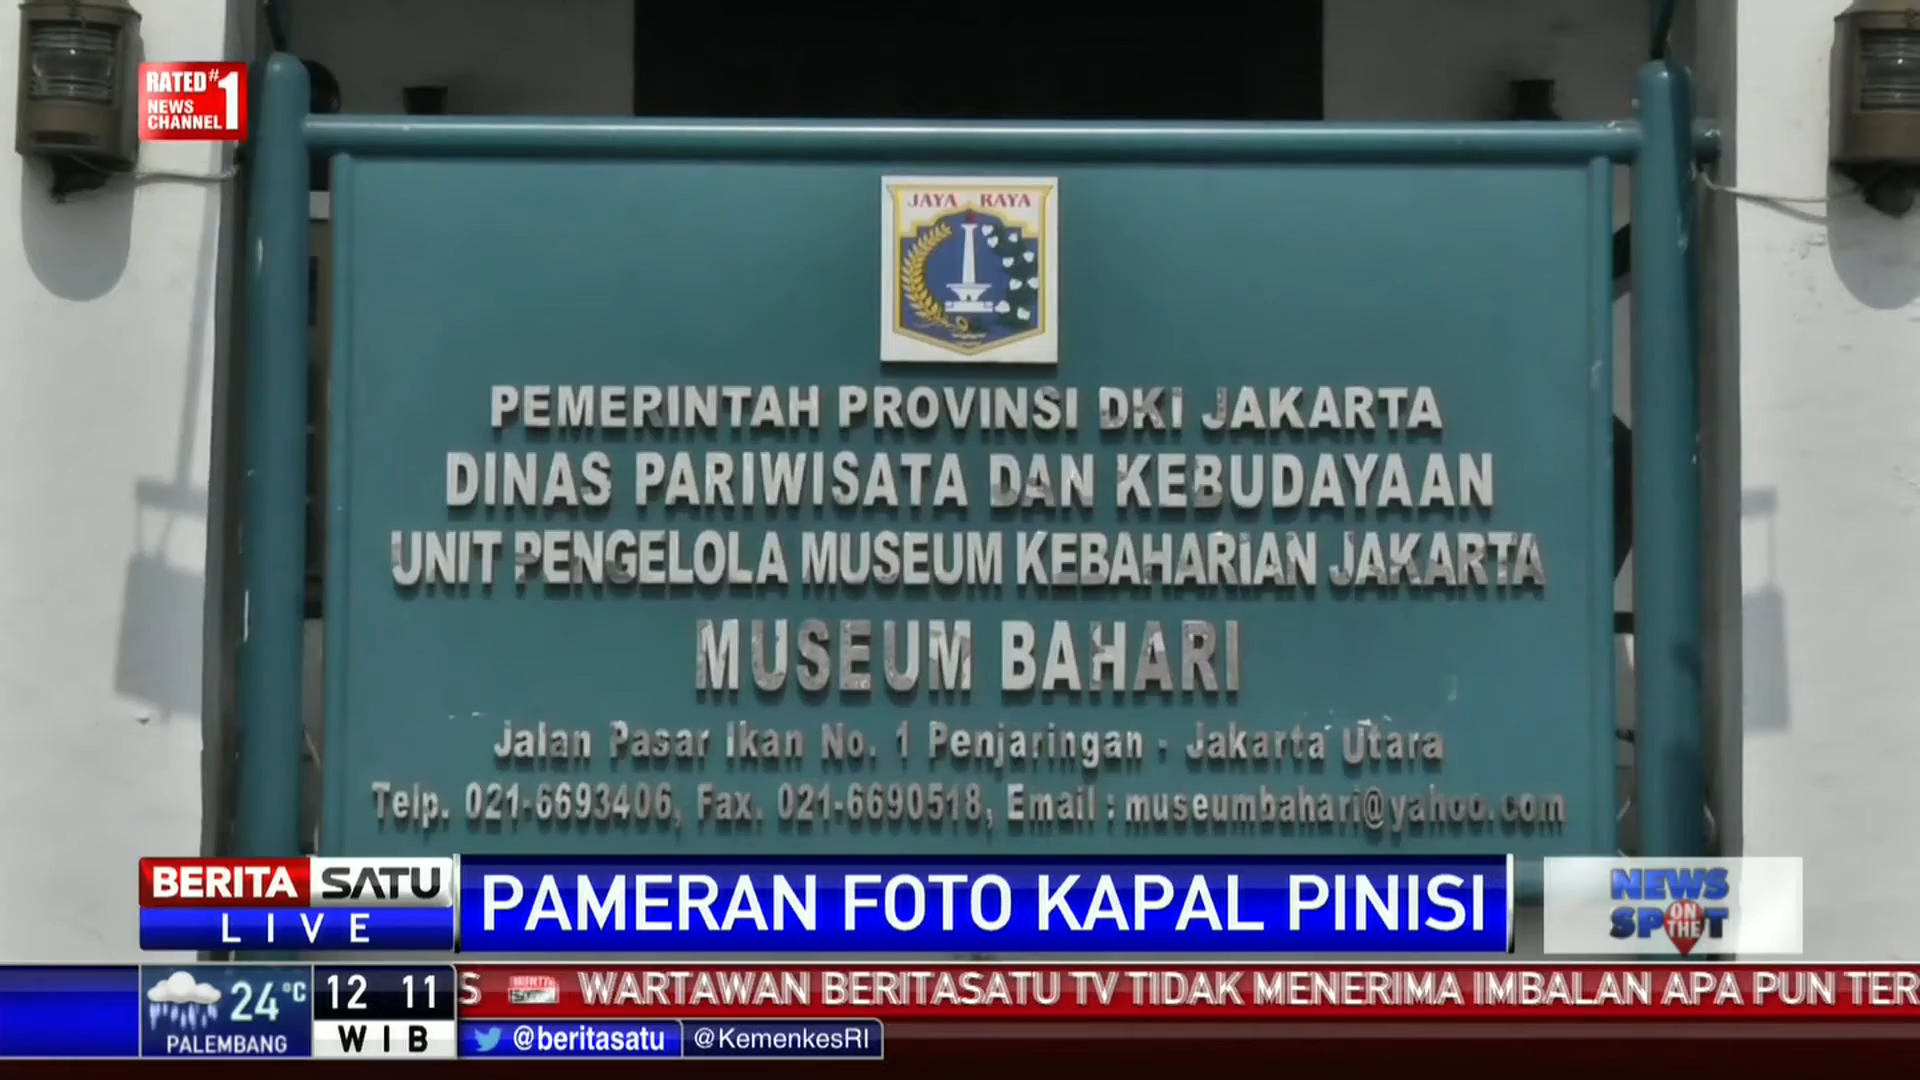 RATED #1
NEWS
CHANNEL
JAYA RAYA
PEMERINTAH PROVINSI DKI JAKARTA
DINAS PARIWISATA DAN KEBUDAYAAN
UNIT PENGELOLA MUSEUM KEBAHARIAN JAKARTA
MUSEUM BAHARI
Jalan Pasar Ikan No. 1 Penjaringan - Jakarta Utara
Telp. 021-6693406, Fax. 021-6690518, Email : museumbahari@yahoo.com
BERITA SATU
LIVE
PAMERAN FOTO KAPAL PINISI
NEWS
ON THE
SPOT
24°C
PALEMBANG
12 11
WIB
S BERITA SATU WARTAWAN BERITASATU TV TIDAK MENERIMA IMBALAN APA PUN TER
@beritasatu @KemenkesRI